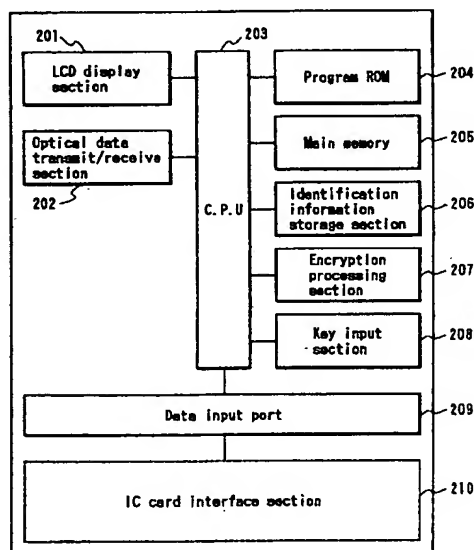 201
203
LCD display
section
Program ROM
204
Optical data
transmit/receive
section
Main memory
205
202
C.P.U
Identification
information
storage section
206
Encryption
processing
section
207
Key input
section
208
Data input port
209
IC card interface section
210